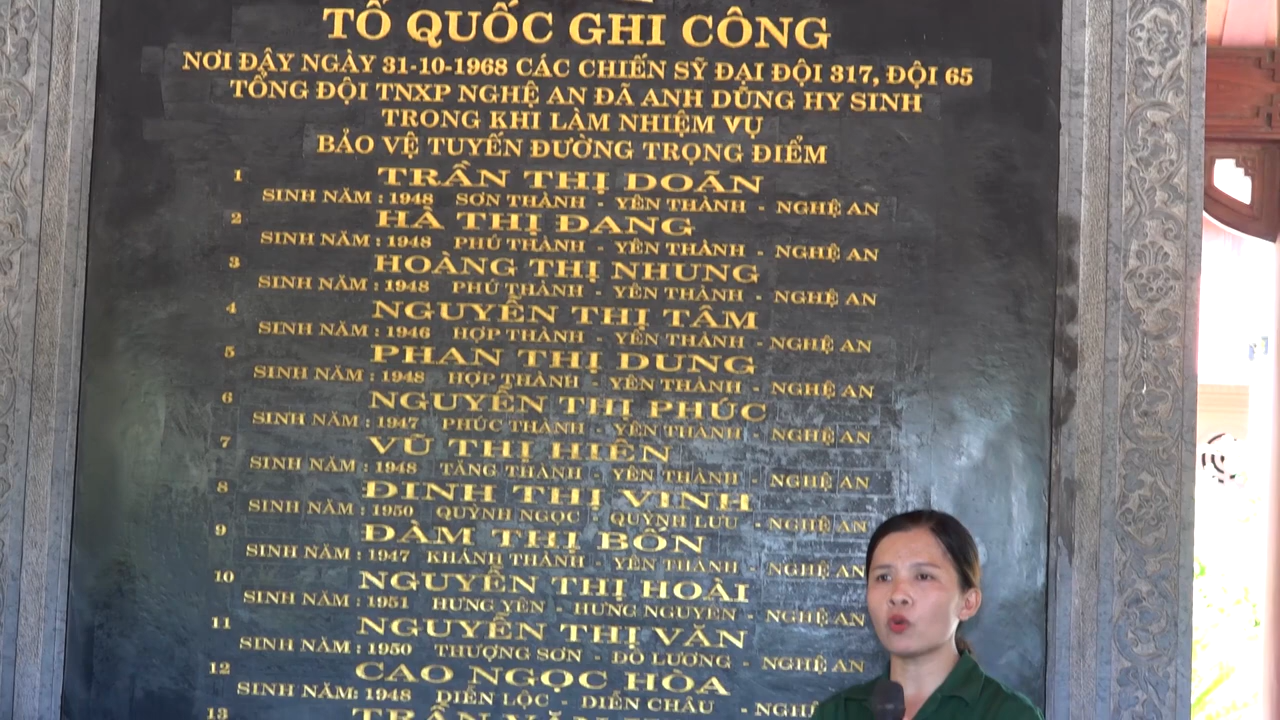 TỔ QUỐC GHI CÔNG
NƠI ĐÂY NGÀY 31-10-1968 CÁC CHIẾN SỸ ĐẠI ĐỘI 317, ĐỘI 65
TỔNG ĐỘI TNXP NGHỆ AN ĐÃ ANH DŨNG HY SINH
TRONG KHI LÀM NHIỆM VỤ
BẢO VỆ TUYẾN ĐƯỜNG TRỌNG ĐIỂM
1 TRẦN THỊ DOÃN
SINH NĂM : 1948 SƠN THÀNH - YÊN THÀNH - NGHỆ AN
2 HÀ THỊ ĐANG
SINH NĂM : 1948 PHÚ THÀNH - YÊN THÀNH - NGHỆ AN
3 HOÀNG THỊ NHUNG
SINH NĂM : 1948 PHÚ THÀNH - YÊN THÀNH - NGHỆ AN
4 NGUYỄN THỊ TÂM
SINH NĂM : 1946 HỢP THÀNH - YÊN THÀNH - NGHỆ AN
5 PHAN THỊ DUNG
SINH NĂM : 1948 HỢP THÀNH - YÊN THÀNH - NGHỆ AN
6 NGUYỄN THỊ PHÚC
SINH NĂM : 1947 PHÚC THÀNH - YÊN THÀNH - NGHỆ AN
7 VŨ THỊ HIÊN
SINH NĂM : 1948 TĂNG THÀNH - YÊN THÀNH - NGHỆ AN
8 ĐINH THỊ VINH
SINH NĂM : 1950 QUỲNH NGỌC - QUỲNH LƯU - NGHỆ AN
9 ĐÀM THỊ BỐN
SINH NĂM : 1947 KHÁNH THÀNH - YÊN THÀNH - NGHỆ AN
10 NGUYỄN THỊ HOÀI
SINH NĂM : 1951 HƯNG YÊN - HƯNG NGUYÊN - NGHỆ AN
11 NGUYỄN THỊ VĂN
SINH NĂM : 1950 THƯỢNG SƠN - ĐÔ LƯƠNG - NGHỆ AN
12 CAO NGỌC HÒA
SINH NĂM: 1948 DIỄN LỘC - DIỄN CHÂU - NGHỆ
13 TRẦN VĂN